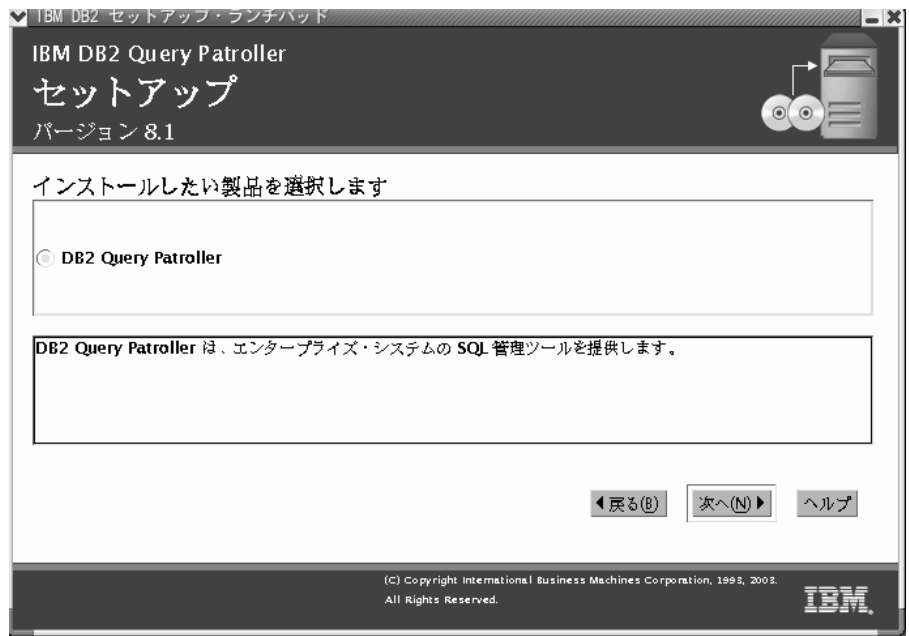 IBM DB2 セットアップ・ランチパッド
IBM DB2 Query Patroller
セットアップ
バージョン 8.1
インストールしたい製品を選択します
DB2 Query Patroller
DB2 Query Patroller は、エンタープライズ・システムの SQL 管理ツールを提供します。
戻る(B) 次へ(N) ヘルプ
(C) Copyright International Business Machines Corporation, 1993, 2003.
All Rights Reserved.
IBM.